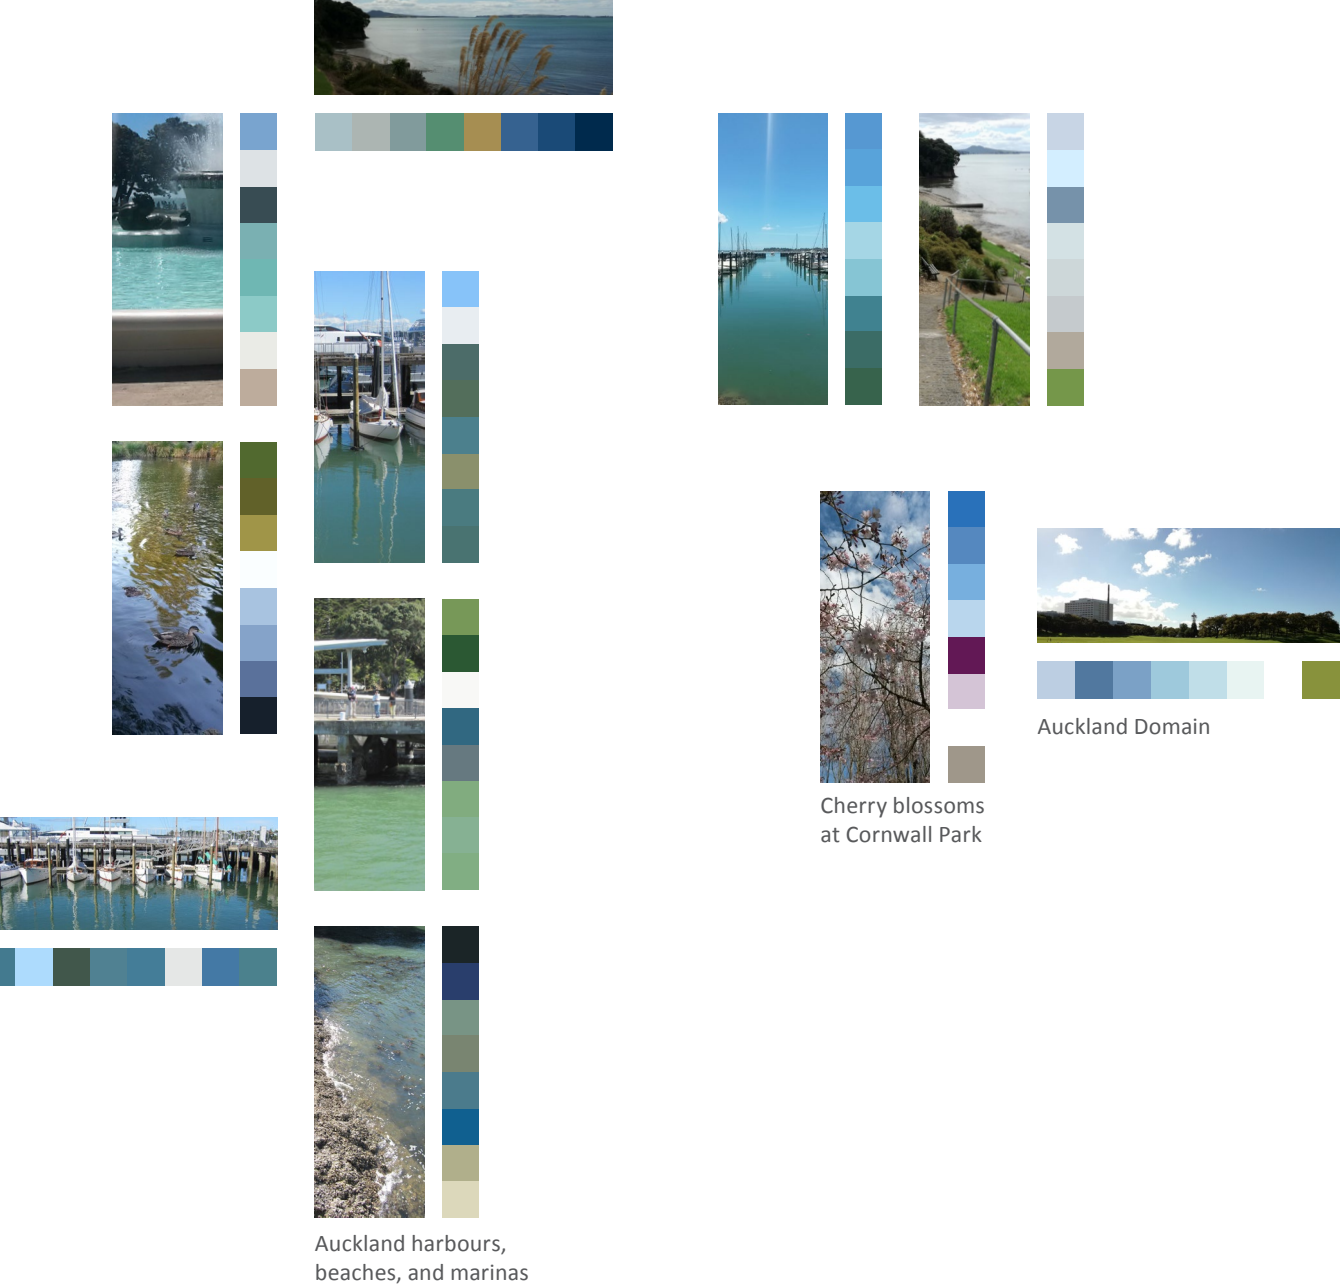 Auckland Domain
Cherry blossoms
at Cornwall Park
Auckland harbours,
beaches, and marinas